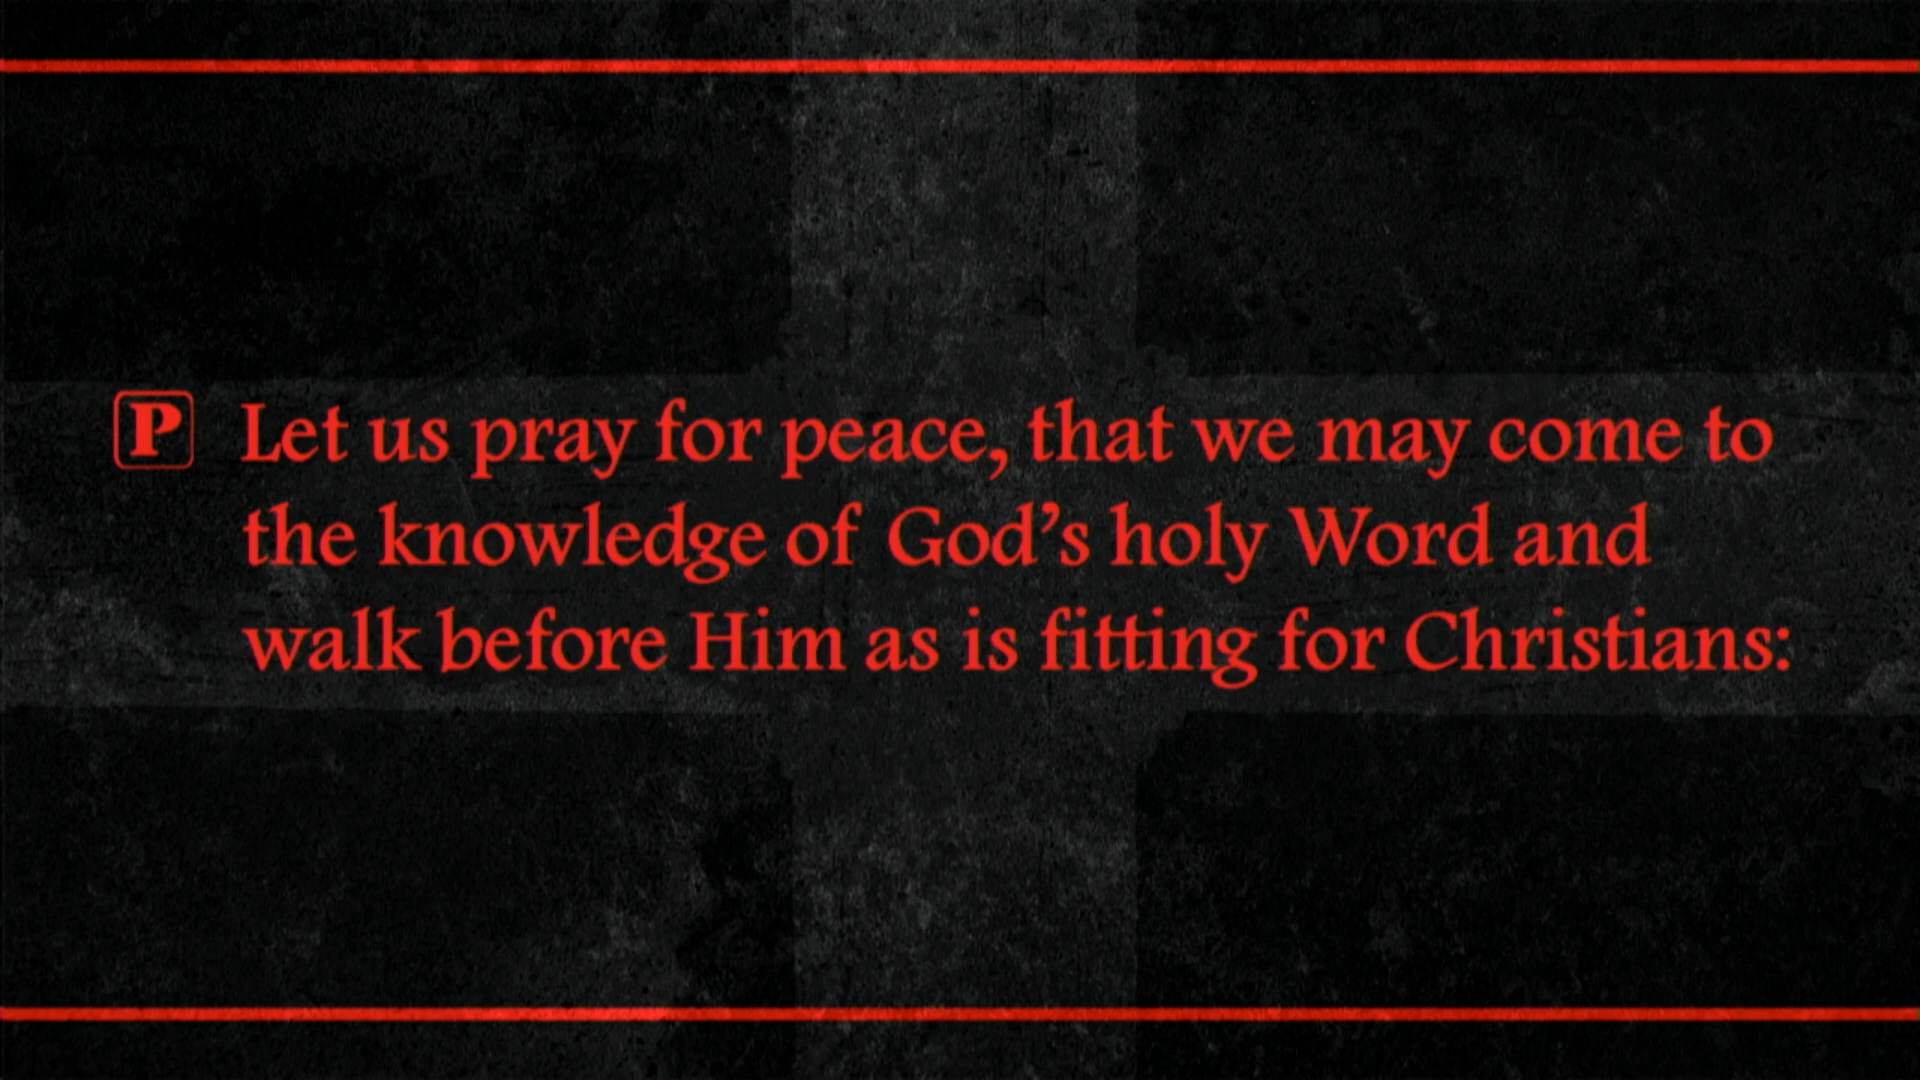 P Let us pray for peace, that we may come to
the knowledge of God’s holy Word and
walk before Him as is fitting for Christians: